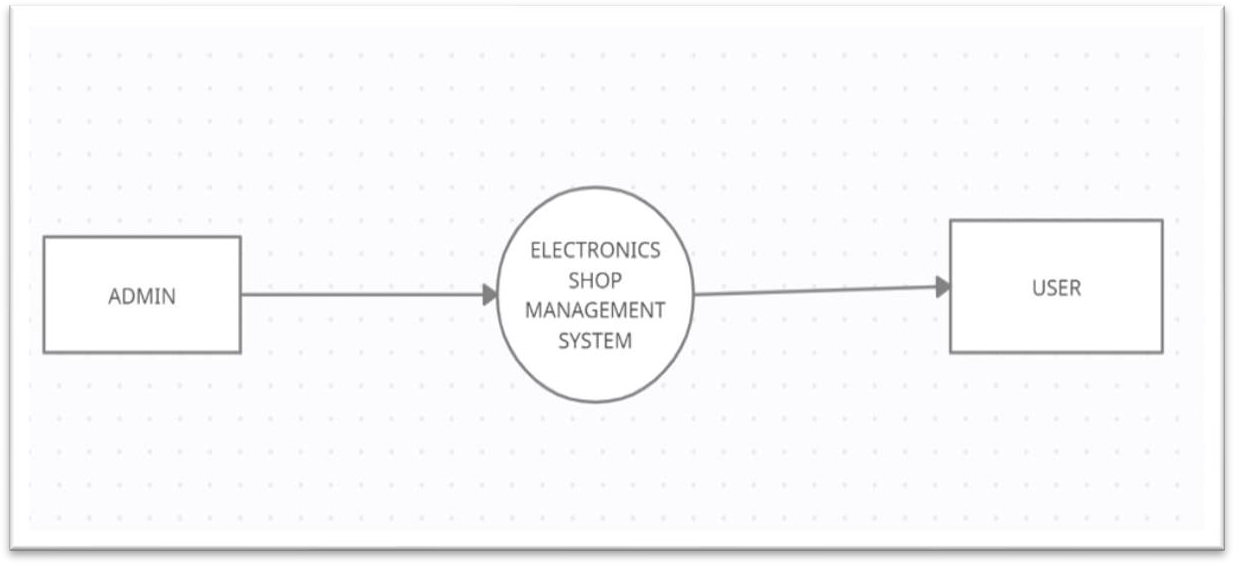 ADMIN
ELECTRONICS
SHOP
MANAGEMENT
SYSTEM
USER